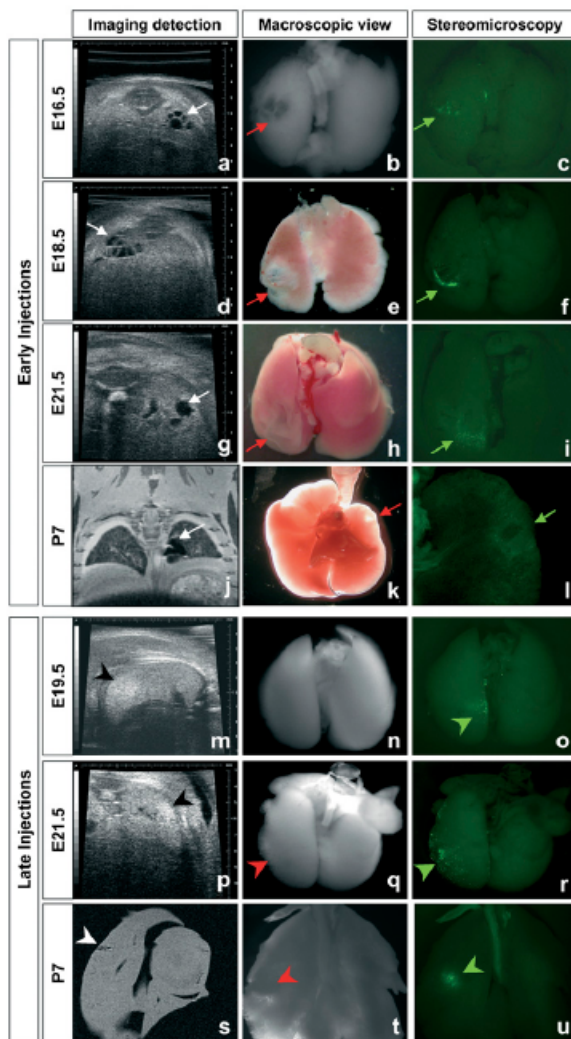 Imaging detection Macroscopic view Stereomicroscopy
Early Injections
E16.5
a b c
E18.5
d e f
E21.5
g h i
P7
j k l
Late Injections
E19.5
m n o
E21.5
p q r
P7
s t u